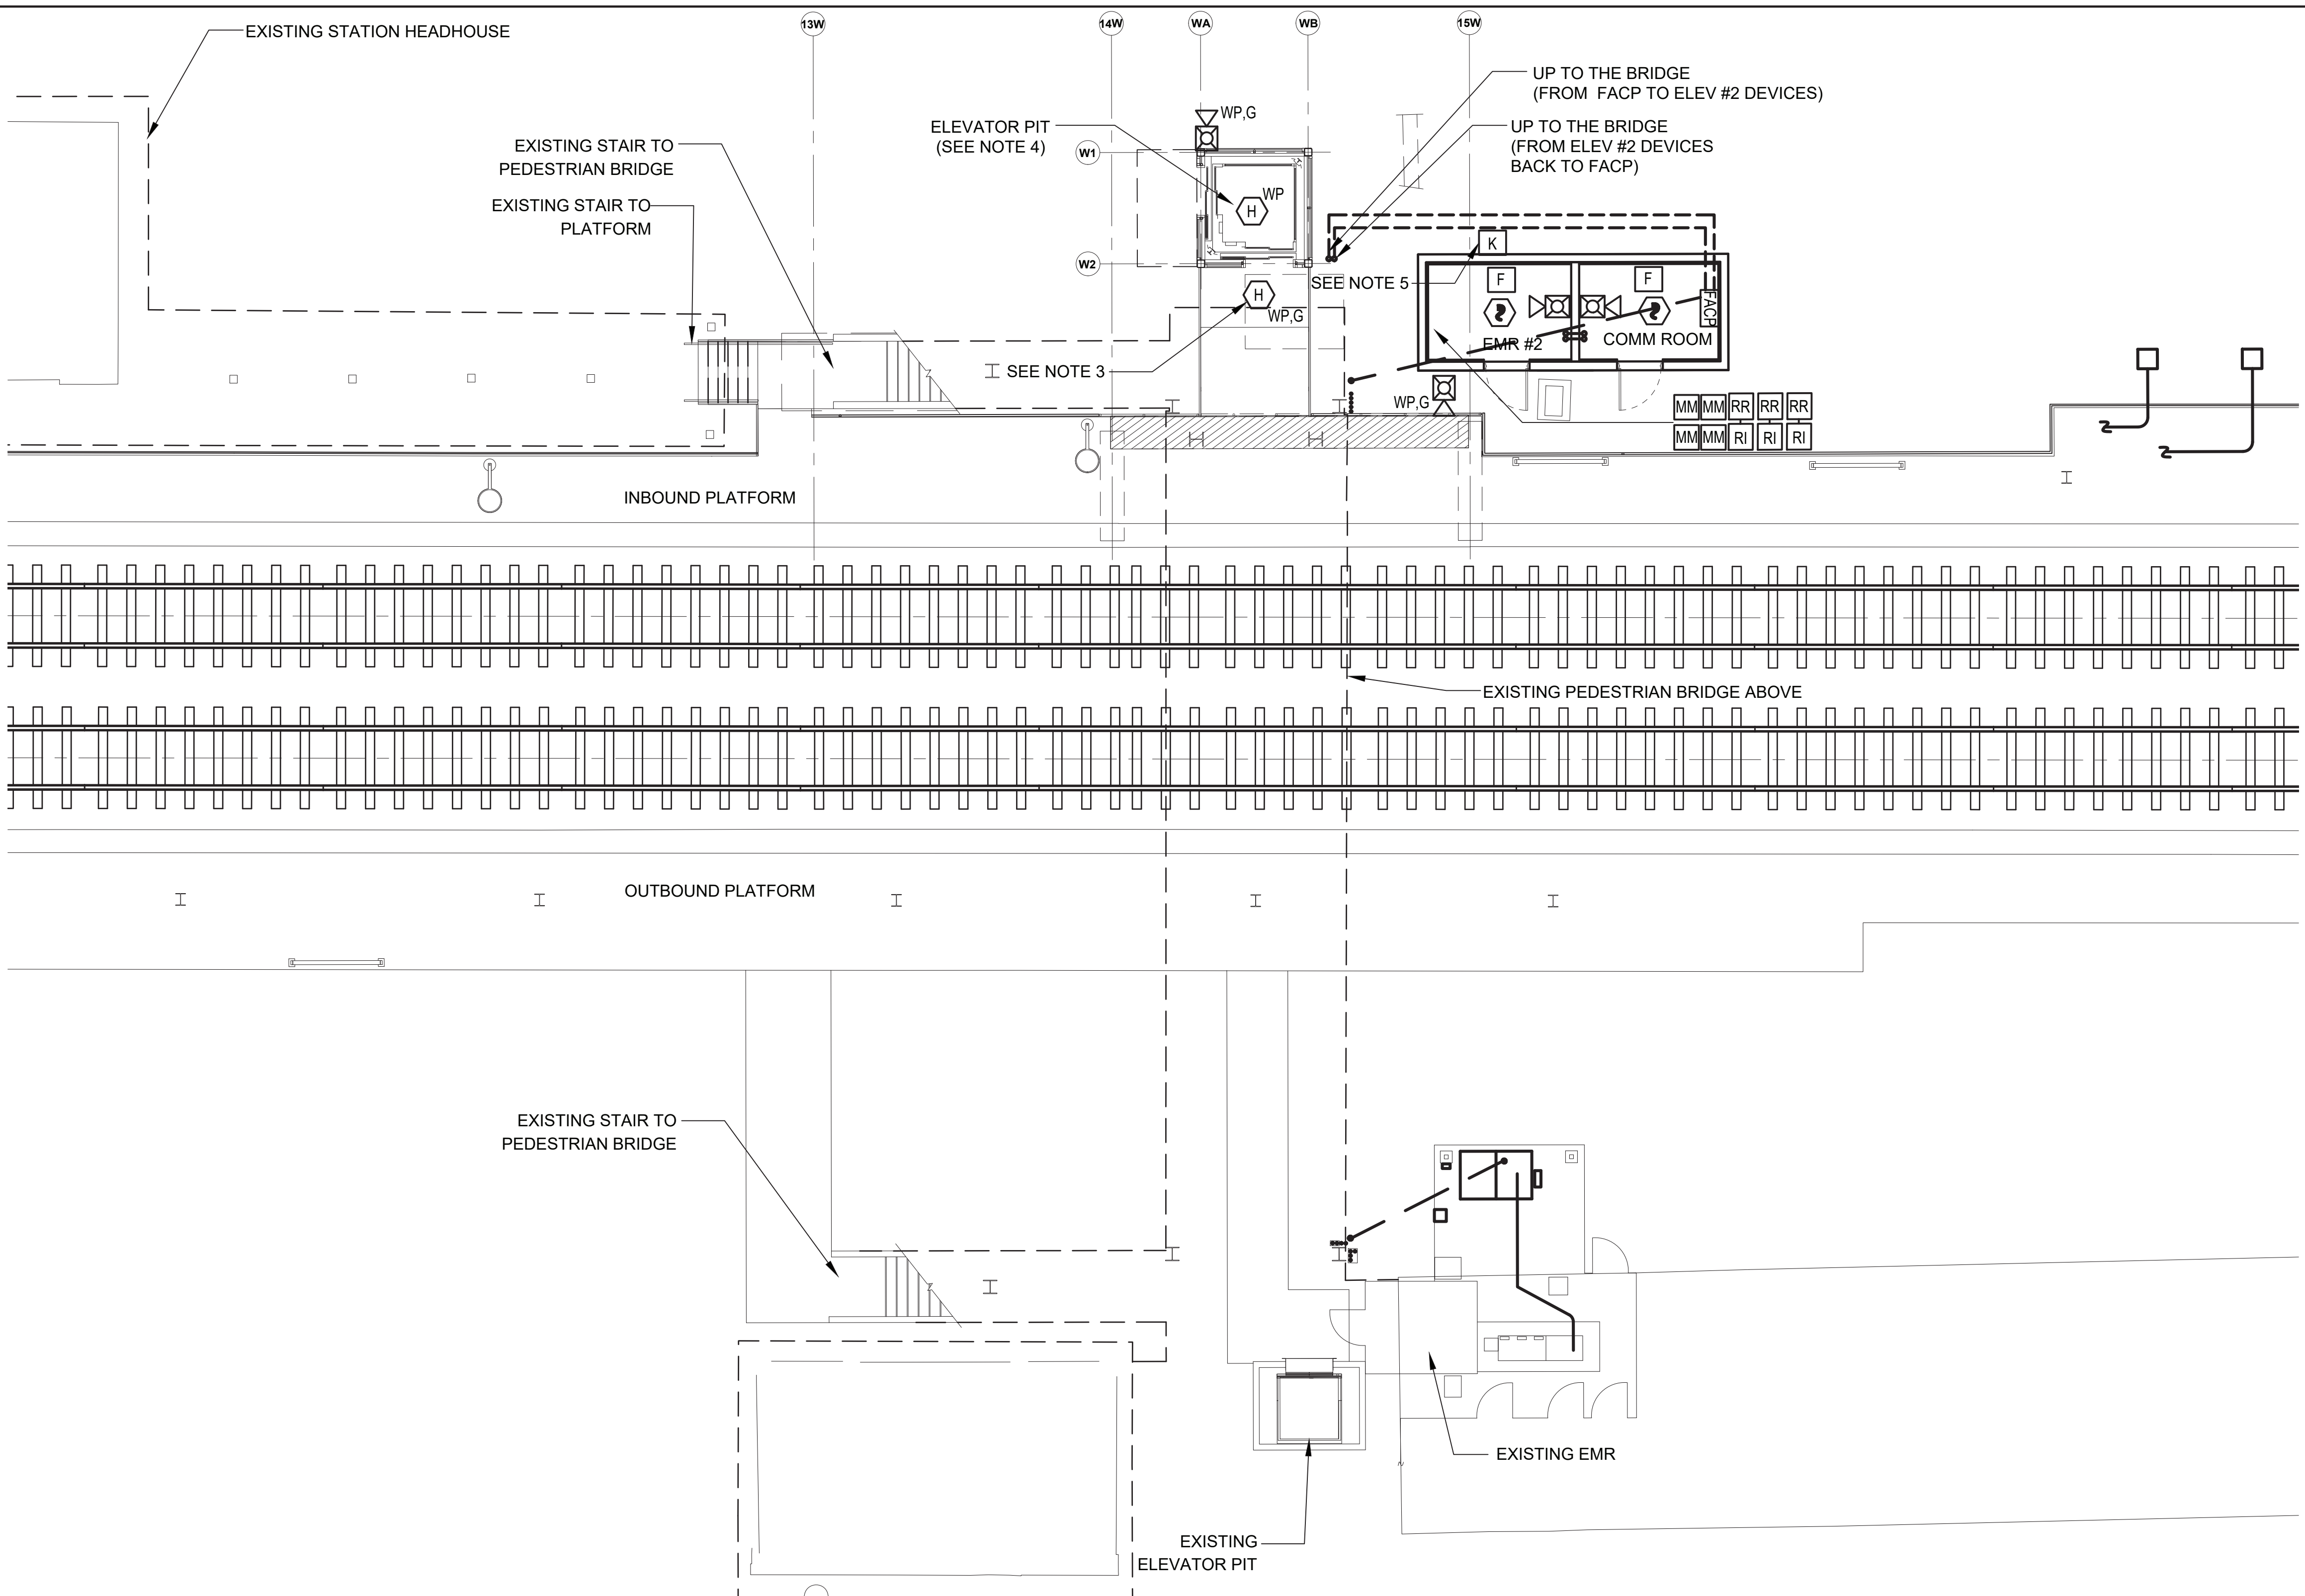 13W
14W
WA
WB
15W
EXISTING STATION HEADHOUSE
UP TO THE BRIDGE
(FROM FACP TO ELEV #2 DEVICES)
UP TO THE BRIDGE
(FROM ELEV #2 DEVICES
BACK TO FACP)
WP,G
ELEVATOR PIT
(SEE NOTE 4)
EXISTING STAIR TO
PEDESTRIAN BRIDGE
W1
WP
H
EXISTING STAIR TO
PLATFORM
K
W2
SEE NOTE 5
F
F
H
WP,G
FACP
EMR #2
COMM ROOM
SEE NOTE 3
WP,G
MM
MM
RR
RR
RR
MM
MM
RI
RI
RI
INBOUND PLATFORM
EXISTING PEDESTRIAN BRIDGE ABOVE
OUTBOUND PLATFORM
EXISTING STAIR TO
PEDESTRIAN BRIDGE
EXISTING EMR
EXISTING
ELEVATOR PIT